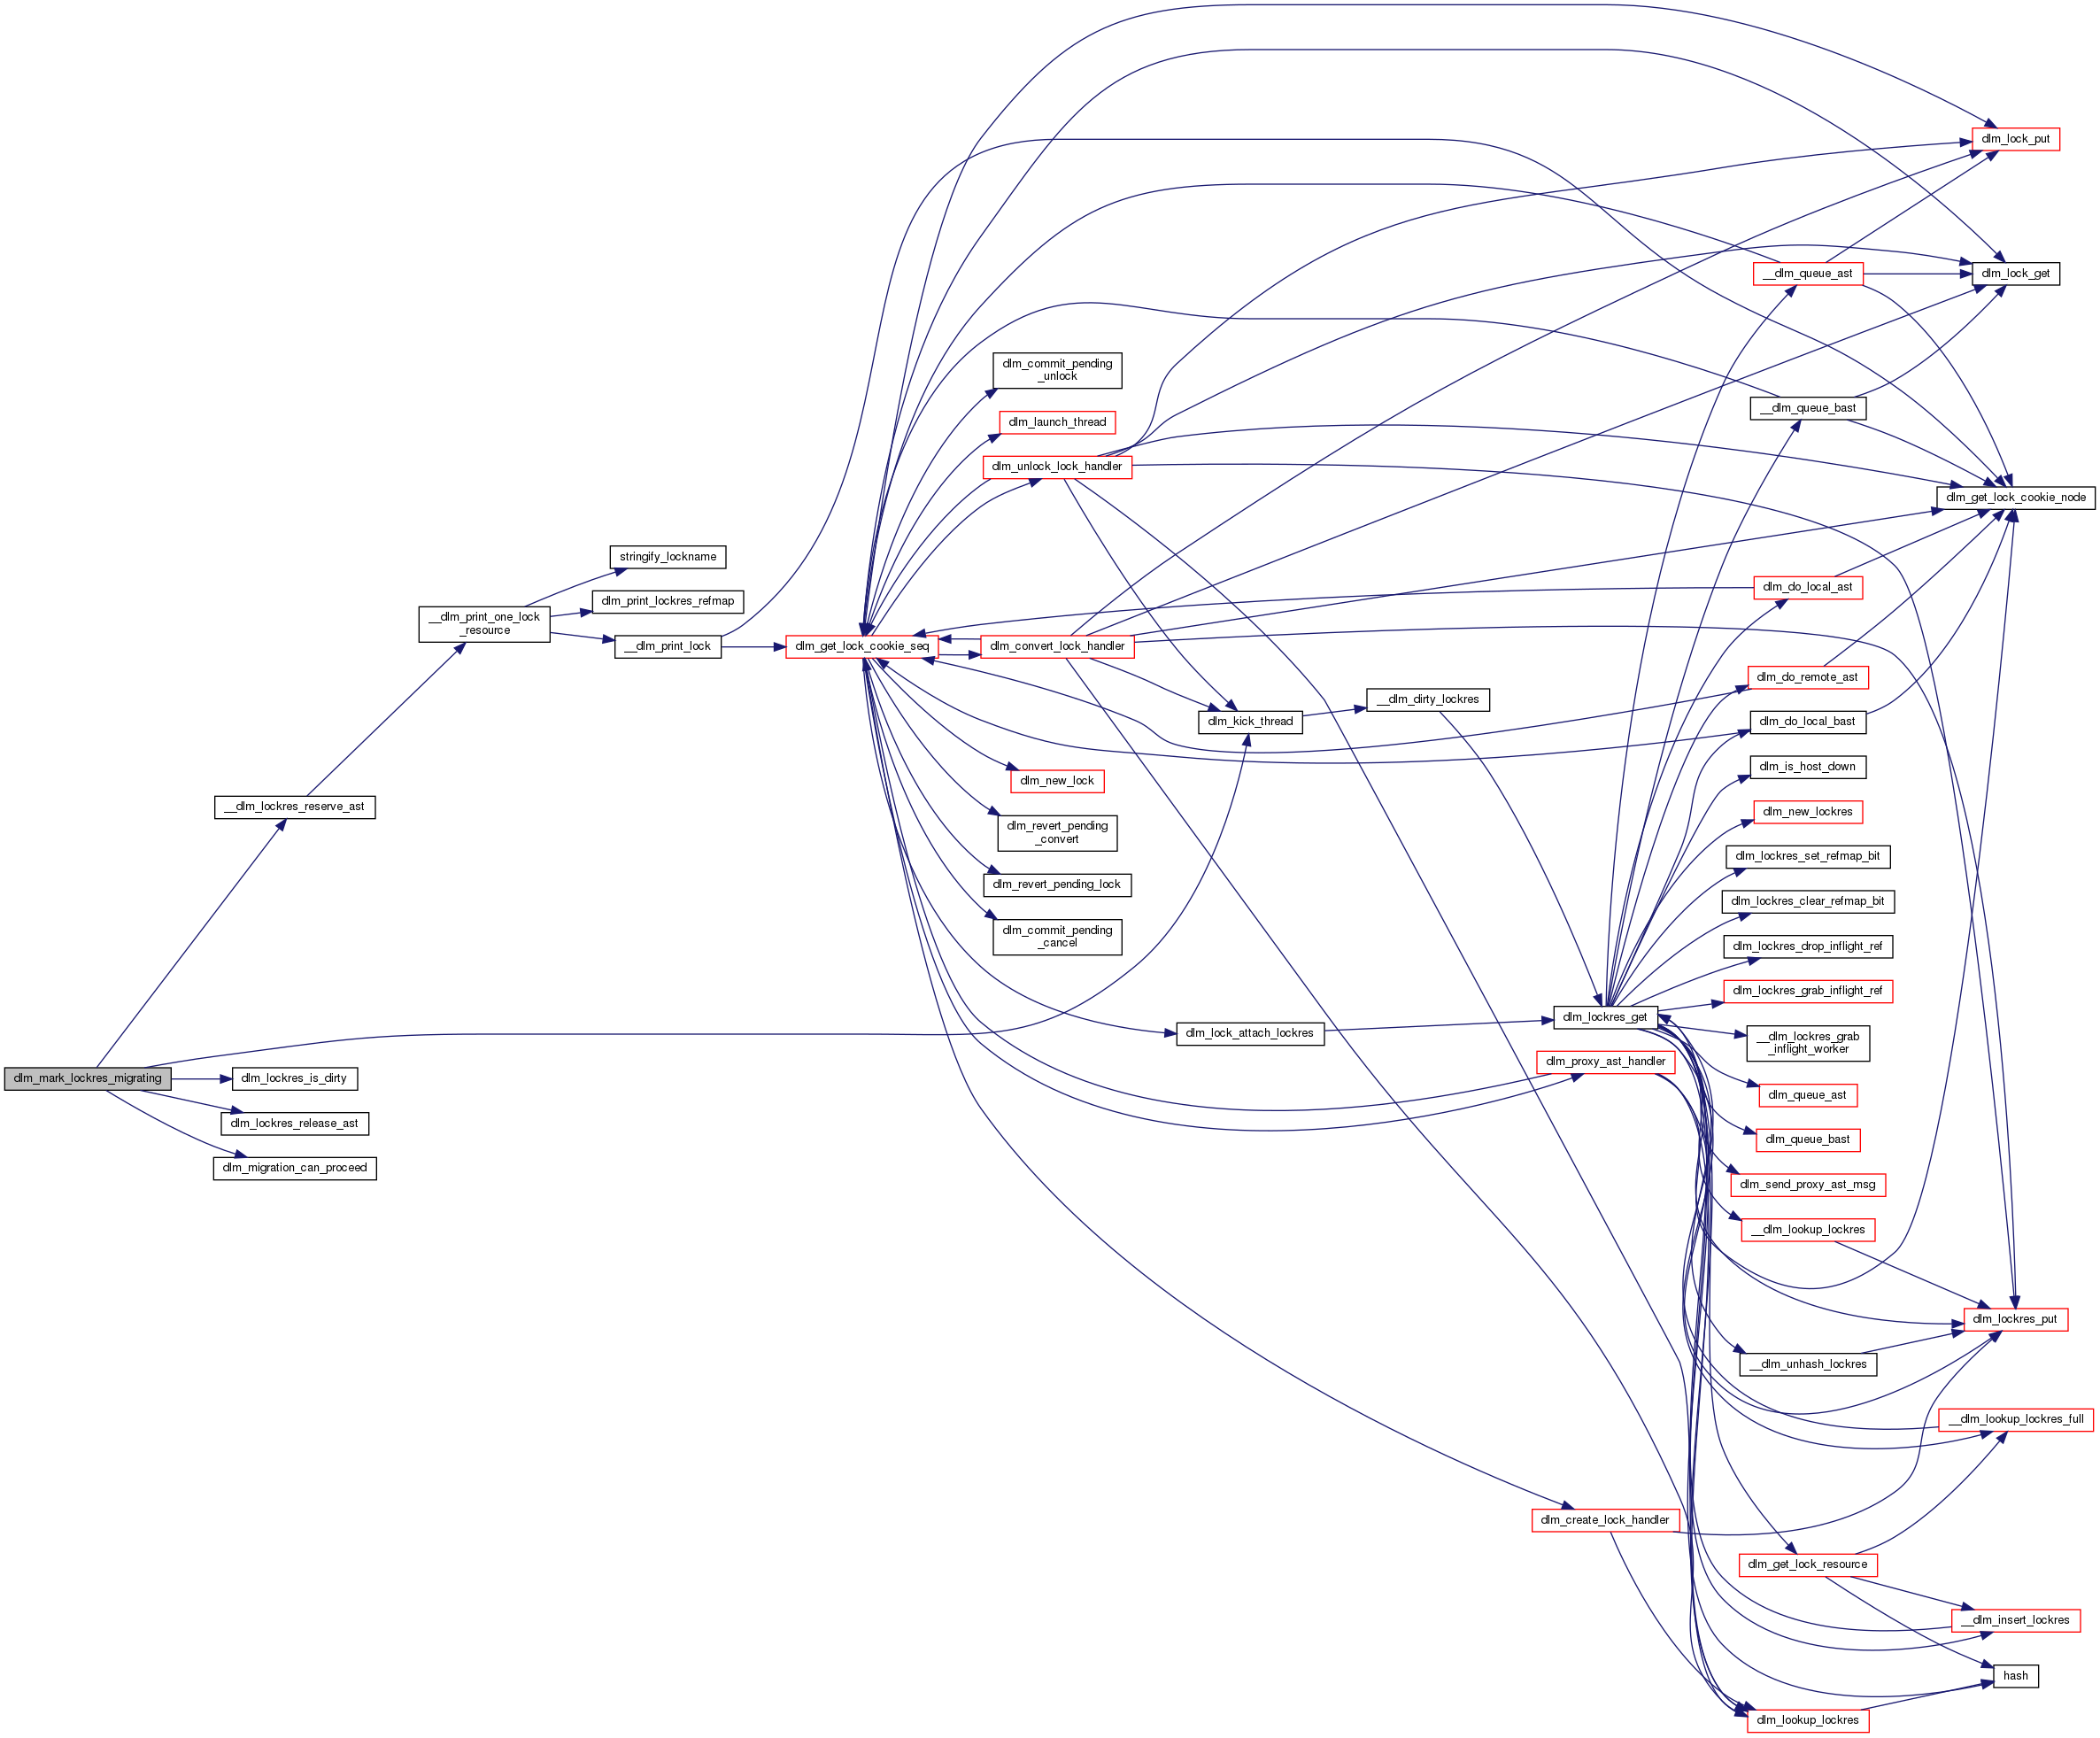 dlm_lock_put
__dlm_queue_ast
dlm_lock_get
dlm_commit_pending
_unlock
dlm_launch_thread
__dlm_queue_bast
dlm_unlock_lock_handler
dlm_get_lock_cookie_node
stringify_lockname
dlm_print_lockres_refmap
__dlm_print_one_lock
_resource
__dlm_print_lock
dlm_get_lock_cookie_seq
dlm_convert_lock_handler
dlm_do_local_ast
dlm_do_remote_ast
__dlm_dirty_lockres
dlm_kick_thread
dlm_do_local_bast
dlm_new_lock
dlm_is_host_down
__dlm_lockres_reserve_ast
dlm_revert_pending
_convert
dlm_new_lockres
dlm_lockres_set_refmap_bit
dlm_revert_pending_lock
dlm_lockres_clear_refmap_bit
dlm_commit_pending
_cancel
dlm_lockres_drop_inflight_ref
dlm_lockres_grab_inflight_ref
dlm_lock_attach_lockres
dlm_lockres_get
__dlm_lockres_grab
_inflight_worker
dlm_proxy_ast_handler
dlm_mark_lockres_migrating
dlm_lockres_is_dirty
dlm_queue_ast
dlm_lockres_release_ast
dlm_queue_bast
dlm_migration_can_proceed
dlm_send_proxy_ast_msg
__dlm_lookup_lockres
dlm_lockres_put
__dlm_unhash_lockres
__dlm_lookup_lockres_full
dlm_create_lock_handler
dlm_get_lock_resource
__dlm_insert_lockres
hash
dlm_lookup_lockres